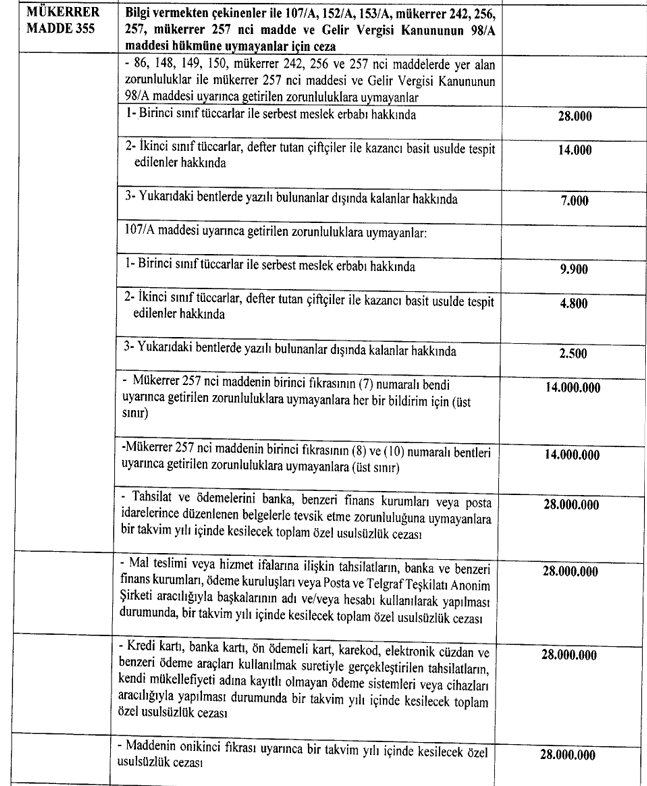 MÜKERRER
MADDE 355
Bilgi vermekten çekinenler ile 107/A, 152/A, 153/A, mükerrer 242, 256,
257, mükerrer 257 nci madde ve Gelir Vergisi Kanununun 98/A
maddesi hükmüne uymayanlar için ceza
- 86, 148, 149, 150, mükerrer 242, 256 ve 257 nci maddelerde yer alan
zorunluluklar ile mükerrer 257 nci maddesi ve Gelir Vergisi Kanununun
98/A maddesi uyarınca getirilen zorunluluklara uymayanlar
1- Birinci sınıf tüccarlar ile serbest meslek erbabı hakkında
28.000
2- İkinci sınıf tüccarlar, defter tutan çiftçiler ile kazancı basit usulde tespit
edilenler hakkında
14.000
3- Yukarıdaki bentlerde yazılı bulunanlar dışında kalanlar hakkında
7.000
107/A maddesi uyarınca getirilen zorunluluklara uymayanlar:
1- Birinci sınıf tüccarlar ile serbest meslek erbabı hakkında
9.900
2- İkinci sınıf tüccarlar, defter tutan çiftçiler ile kazancı basit usulde tespit
edilenler hakkında
4.800
3- Yukarıdaki bentlerde yazılı bulunanlar dışında kalanlar hakkında
2.500
- Mükerrer 257 nci maddenin birinci fıkrasının (7) numaralı bendi
uyarınca getirilen zorunluluklara uymayanlara her bir bildirim için (üst
sınır)
14.000.000
-Mükerrer 257 nci maddenin birinci fıkrasının (8) ve (10) numaralı bentleri
uyarınca getirilen zorunluluklara uymayanlara (üst sınır)
14.000.000
- Tahsilat ve ödemelerini banka, benzeri finans kurumları veya posta
idarelerince düzenlenen belgelerle tevsik etme zorunluluğuna uymayanlara
bir takvim yılı içinde kesilecek toplam özel usulsüzlük cezası
28.000.000
- Mal teslimi veya hizmet ifalarına ilişkin tahsilatların, banka ve benzeri
finans kurumları, ödeme kuruluşları veya Posta ve Telgraf Teşkilatı Anonim
Şirketi aracılığıyla başkalarının adı ve/veya hesabı kullanılarak yapılması
durumunda, bir takvim yılı içinde kesilecek toplam özel usulsüzlük cezası
28.000.000
- Kredi kartı, banka kartı, ön ödemeli kart, karekod, elektronik cüzdan ve
benzeri ödeme araçları kullanılmak suretiyle gerçekleştirilen tahsilatların,
kendi mükellefiyeti adına kayıtlı olmayan ödeme sistemleri veya cihazları
aracılığıyla yapılması durumunda bir takvim yılı içinde kesilecek toplam
özel usulsüzlük cezası
28.000.000
- Maddenin onikinci fıkrası uyarınca bir takvim yılı içinde kesilecek özel
usulsüzlük cezası
28.000.000